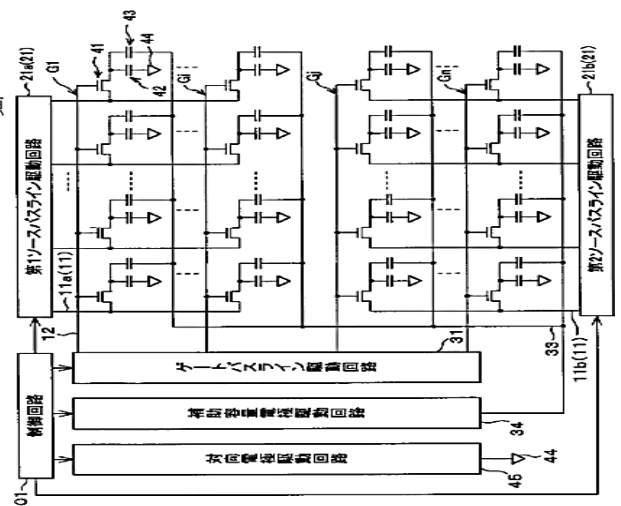 21a(21)
第1ソースバスライン駆動回路
11a(11)
12
G1
41
43
44
42
Gi
Gj
Gn
21b(21)
第2ソースバスライン駆動回路
11b(11)
33
31
ゲートバスライン駆動回路
34
補助容量電極駆動回路
45
対向電極駆動回路
44
制御回路
01